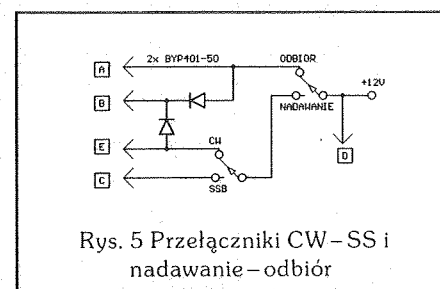 A
2x BYP401-50
ODBIOR
+12V
B
NADAWANIE
E
CW
D
C
SSB
Rys. 5 Przełączniki CW–SS i
nadawanie–odbiór